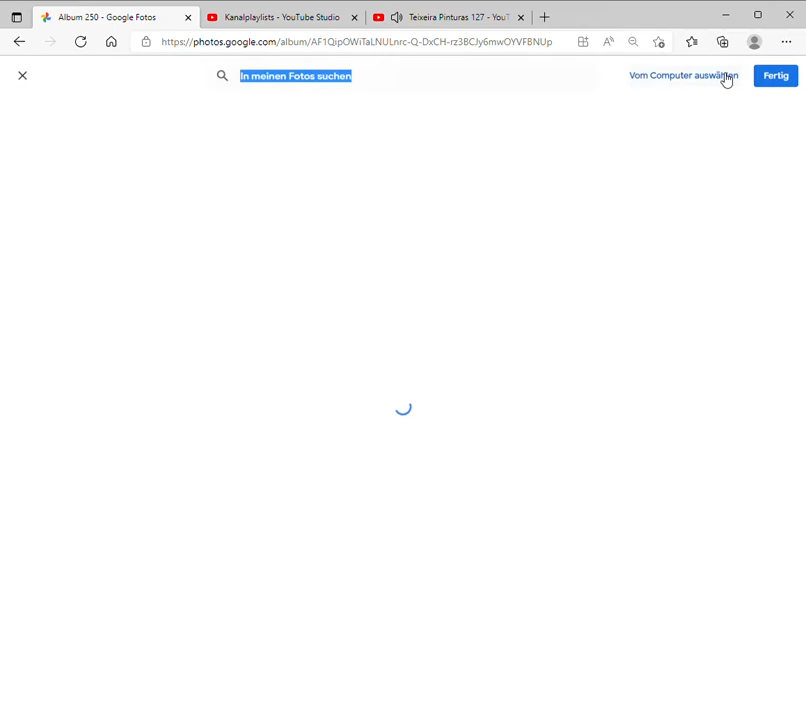 Album 250 - Google Fotos
Kanalplaylists - YouTube Studio
Teixeira Pinturas 127 - YouT
https://photos.google.com/album/AF1QipOWiTaLNULnrc-Q-DxCH-rz3BCJy6mwOYVFBNUp
In meinen Fotos suchen
Vom Computer auswählen
Fertig